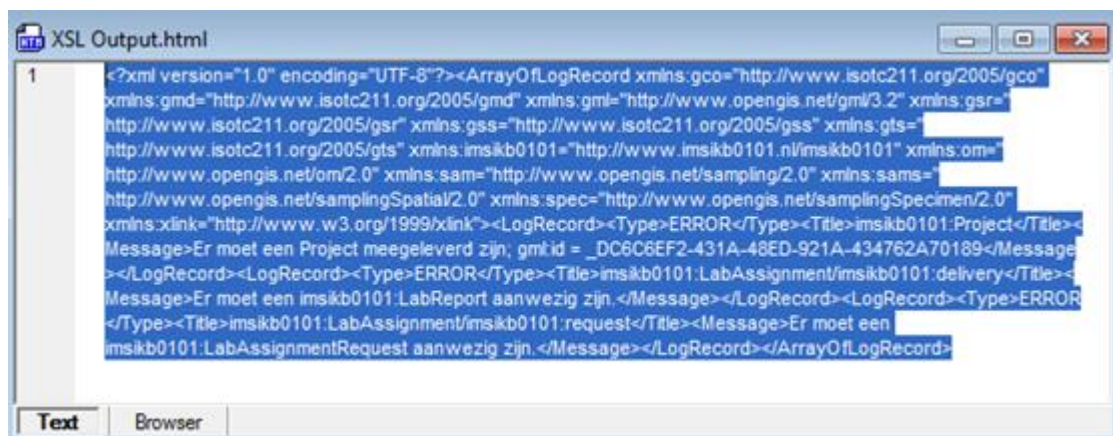 XSL Output.html
1
<?xml version="1.0" encoding="UTF-8"?><ArrayOfLogRecord xmlns:gco="http://www.isotc211.org/2005/gco"
xmlns:gmd="http://www.isotc211.org/2005/gmd" xmlns:gml="http://www.opengis.net/gml/3.2" xmlns:gsr="
http://www.isotc211.org/2005/gsr" xmlns:gss="http://www.isotc211.org/2005/gss" xmlns:gts="
http://www.isotc211.org/2005/gts" xmlns:imsikb0101="http://www.imsikb0101.nl/imsikb0101" xmlns:om="
http://www.opengis.net/om/2.0" xmlns:sam="http://www.opengis.net/sampling/2.0" xmlns:sams="
http://www.opengis.net/samplingSpatial/2.0" xmlns:spec="http://www.opengis.net/samplingSpecimen/2.0"
xmlns:xlink="http://www.w3.org/1999/xlink"><LogRecord><Type>ERROR</Type><Title>imsikb0101:Project</Title><
Message>Er moet een Project meegeleverd zijn; gml:id = _DC6C6EF2-431A-48ED-921A-434762A70189</Message
></LogRecord><LogRecord><Type>ERROR</Type><Title>imsikb0101:LabAssignment/imsikb0101:delivery</Title><
Message>Er moet een imsikb0101:LabReport aanwezig zijn.</Message></LogRecord><LogRecord><Type>ERROR
</Type><Title>imsikb0101:LabAssignment/imsikb0101:request</Title><Message>Er moet een
imsikb0101:LabAssignmentRequest aanwezig zijn.</Message></LogRecord></ArrayOfLogRecord>
Text Browser